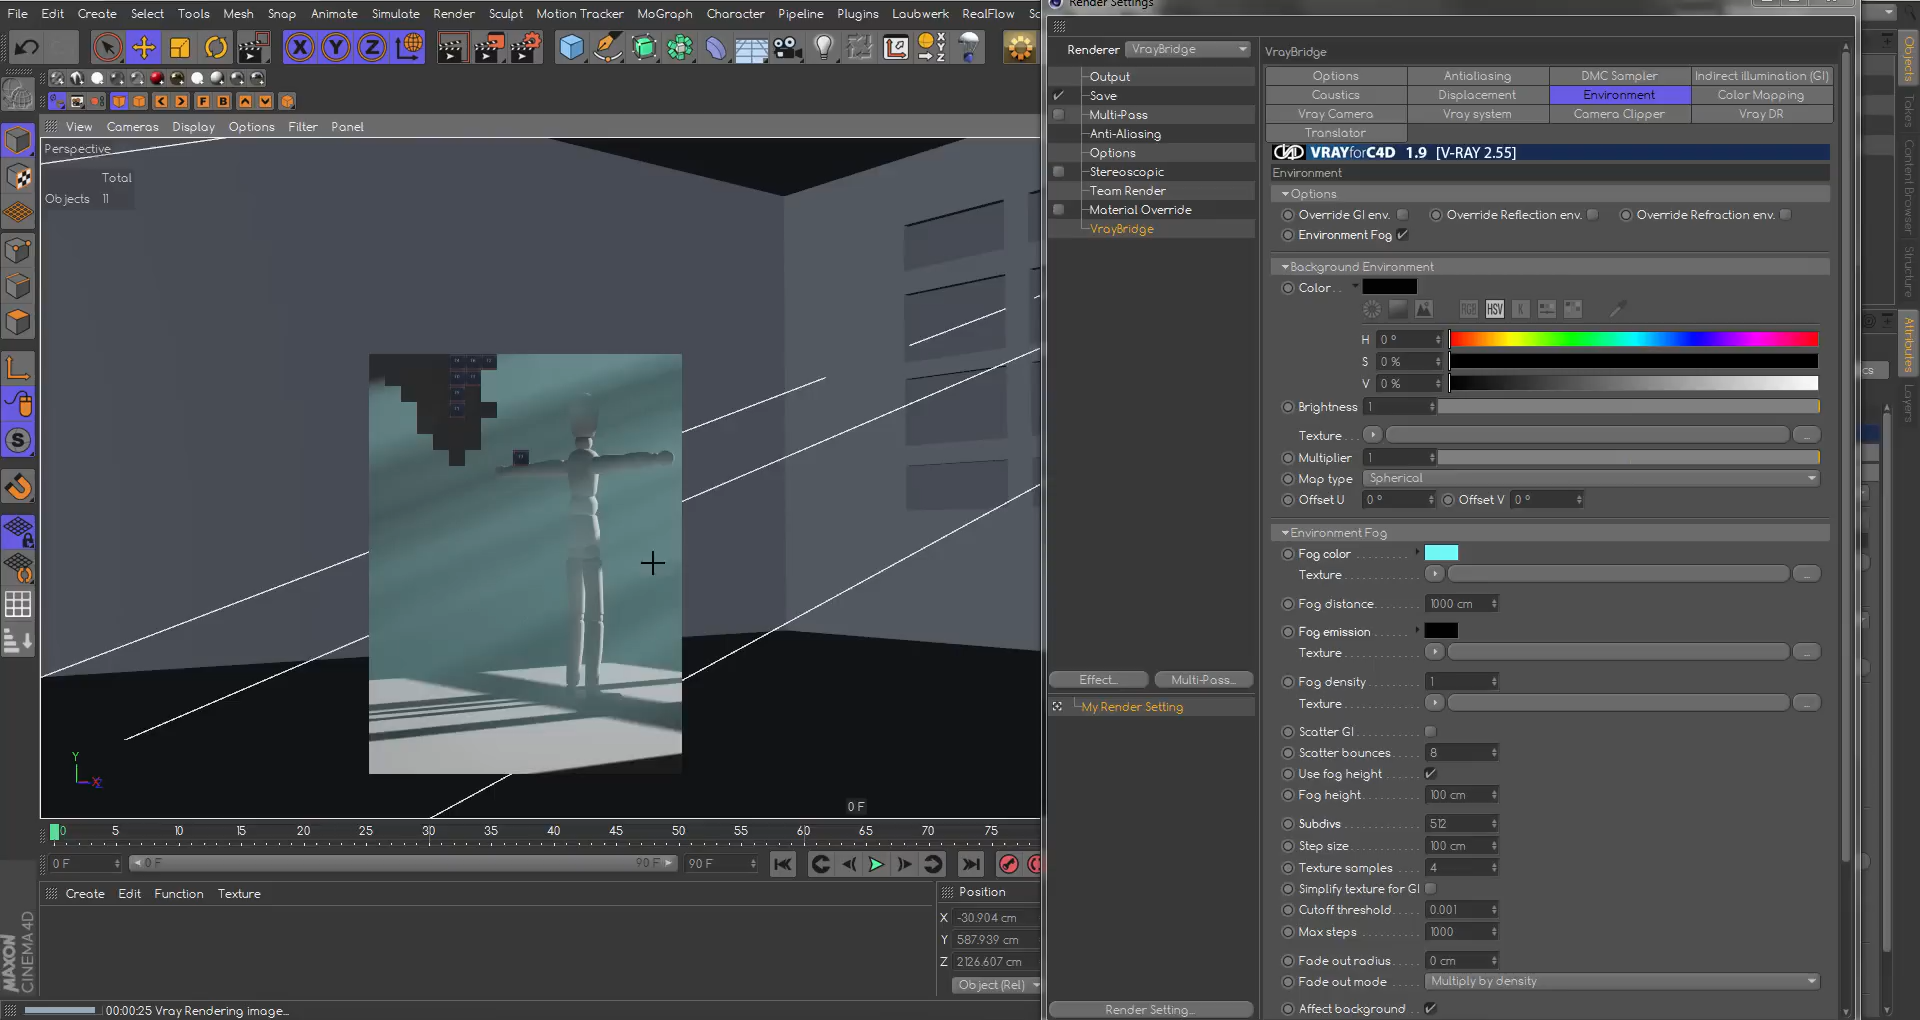 File Edit Create Select Tools Mesh Snap Animate Simulate Render Sculpt Motion Tracker MoGraph Character Pipeline Plugins Laubwerk RealFlow
Render Settings
X Y Z
F B
View Cameras Display Options Filter Panel
Perspective
Total
Objects 11
0 F
0 5 10 15 20 25 30 35 40 45 50 55 60 65 70 75
0 F 0 F 90 F 90 F
Create Edit Function Texture
Position
X -30.904 cm
Y 587.939 cm
Z 2126.607 cm
Object (Rel)
MAXON
CINEMA 4D
00:00:25 Vray Rendering image...
Renderer VrayBridge
Output
Save
Multi-Pass
Anti-Aliasing
Options
Stereoscopic
Team Render
Material Override
VrayBridge
Effect... Multi-Pass...
My Render Setting
Render Setting...
VrayBridge
Options Antialiasing DMC Sampler Indirect illumination (GI)
Caustics Displacement Environment Color Mapping
Vray Camera Vray system Camera Clipper Vray DR
Translator
VRAYforC4D 1.9 [V-RAY 2.55]
Environment
Options
Override GI env. Override Reflection env. Override Refraction env.
Environment Fog
Background Environment
Color. .
RGB HSV K
H 0 °
S 0 %
V 0 %
Brightness 1
Texture . . .
Multiplier 1
Map type Spherical
Offset U 0 ° Offset V 0 °
Environment Fog
Fog color
Texture
Fog distance 1000 cm
Fog emission
Texture
Fog density 1
Texture
Scatter GI
Scatter bounces 8
Use fog height
Fog height 100 cm
Subdivs 512
Step size 100 cm
Texture samples 4
Simplify texture for GI
Cutoff threshold 0.001
Max steps 1000
Fade out radius 0 cm
Fade out mode Multiply by density
Affect background
Objects
Takes
Content Browser
Structure
Attributes
Layers